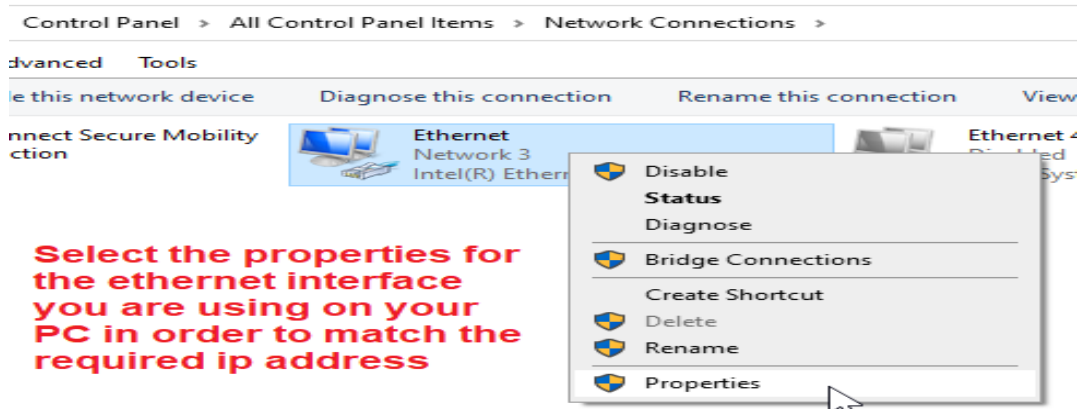 Control Panel > All Control Panel Items > Network Connections >
dvanced Tools
le this network device Diagnose this connection Rename this connection View
nnect Secure Mobility
ction
Ethernet
Network 3
Intel(R) Ethern
Ethernet 4
Disabled
Sys
Disable
Status
Diagnose
Bridge Connections
Create Shortcut
Delete
Rename
Properties
Select the properties for
the ethernet interface
you are using on your
PC in order to match the
required ip address